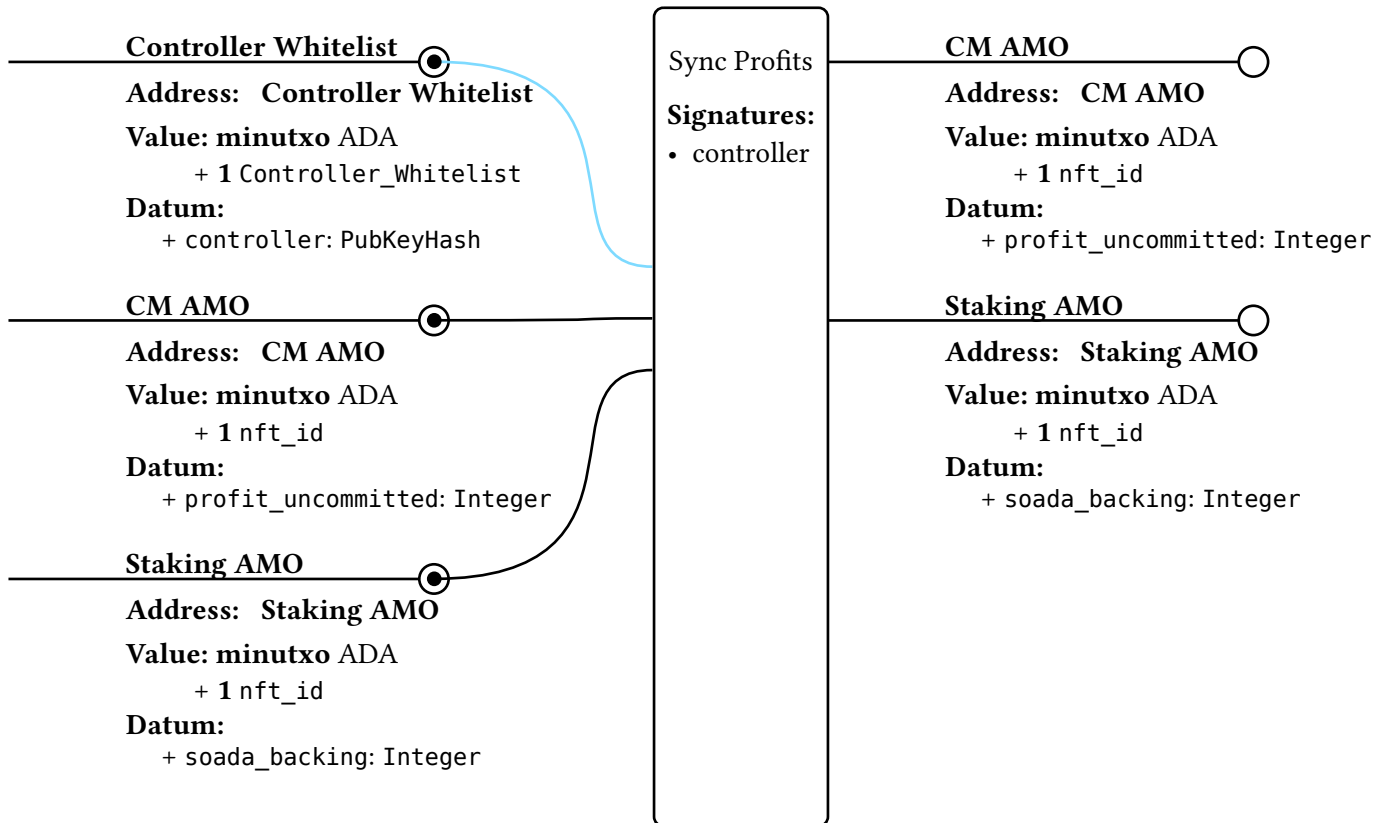 Controller Whitelist
Address: Controller Whitelist
Value: minutxo ADA
+ 1 Controller_Whitelist
Datum:
+ controller: PubKeyHash
CM AMO
Address: CM AMO
Value: minutxo ADA
+ 1 nft_id
Datum:
+ profit_uncommitted: Integer
Staking AMO
Address: Staking AMO
Value: minutxo ADA
+ 1 nft_id
Datum:
+ soada_backing: Integer
Sync Profits
Signatures:
• controller
CM AMO
Address: CM AMO
Value: minutxo ADA
+ 1 nft_id
Datum:
+ profit_uncommitted: Integer
Staking AMO
Address: Staking AMO
Value: minutxo ADA
+ 1 nft_id
Datum:
+ soada_backing: Integer